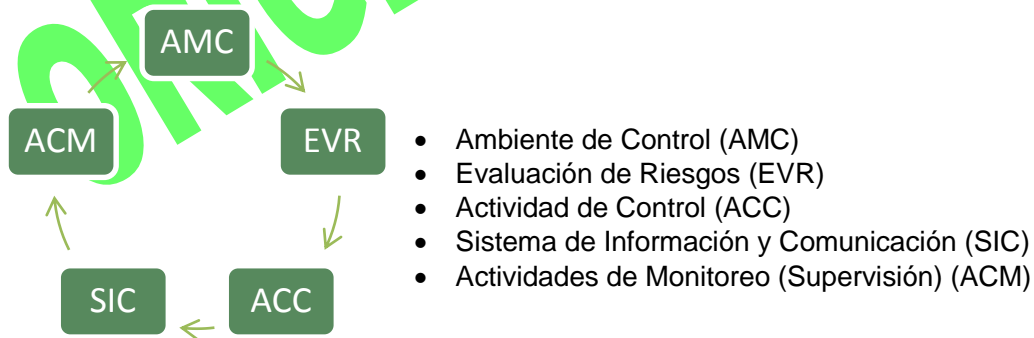 AMC
ACM
EVR
SIC
ACC
• Ambiente de Control (AMC)
• Evaluación de Riesgos (EVR)
• Actividad de Control (ACC)
• Sistema de Información y Comunicación (SIC)
• Actividades de Monitoreo (Supervisión) (ACM)